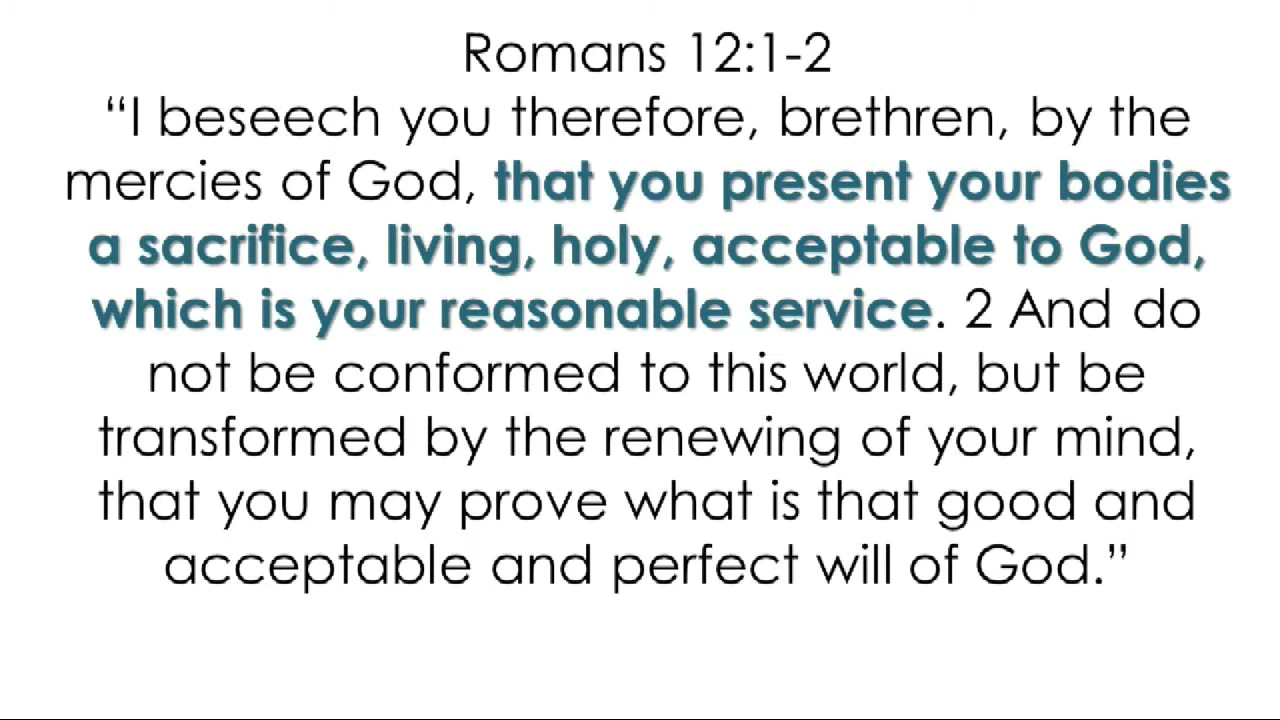 Romans 12:1-2
“I beseech you therefore, brethren, by the
mercies of God, that you present your bodies
a sacrifice, living, holy, acceptable to God,
which is your reasonable service. 2 And do
not be conformed to this world, but be
transformed by the renewing of your mind,
that you may prove what is that good and
acceptable and perfect will of God.”